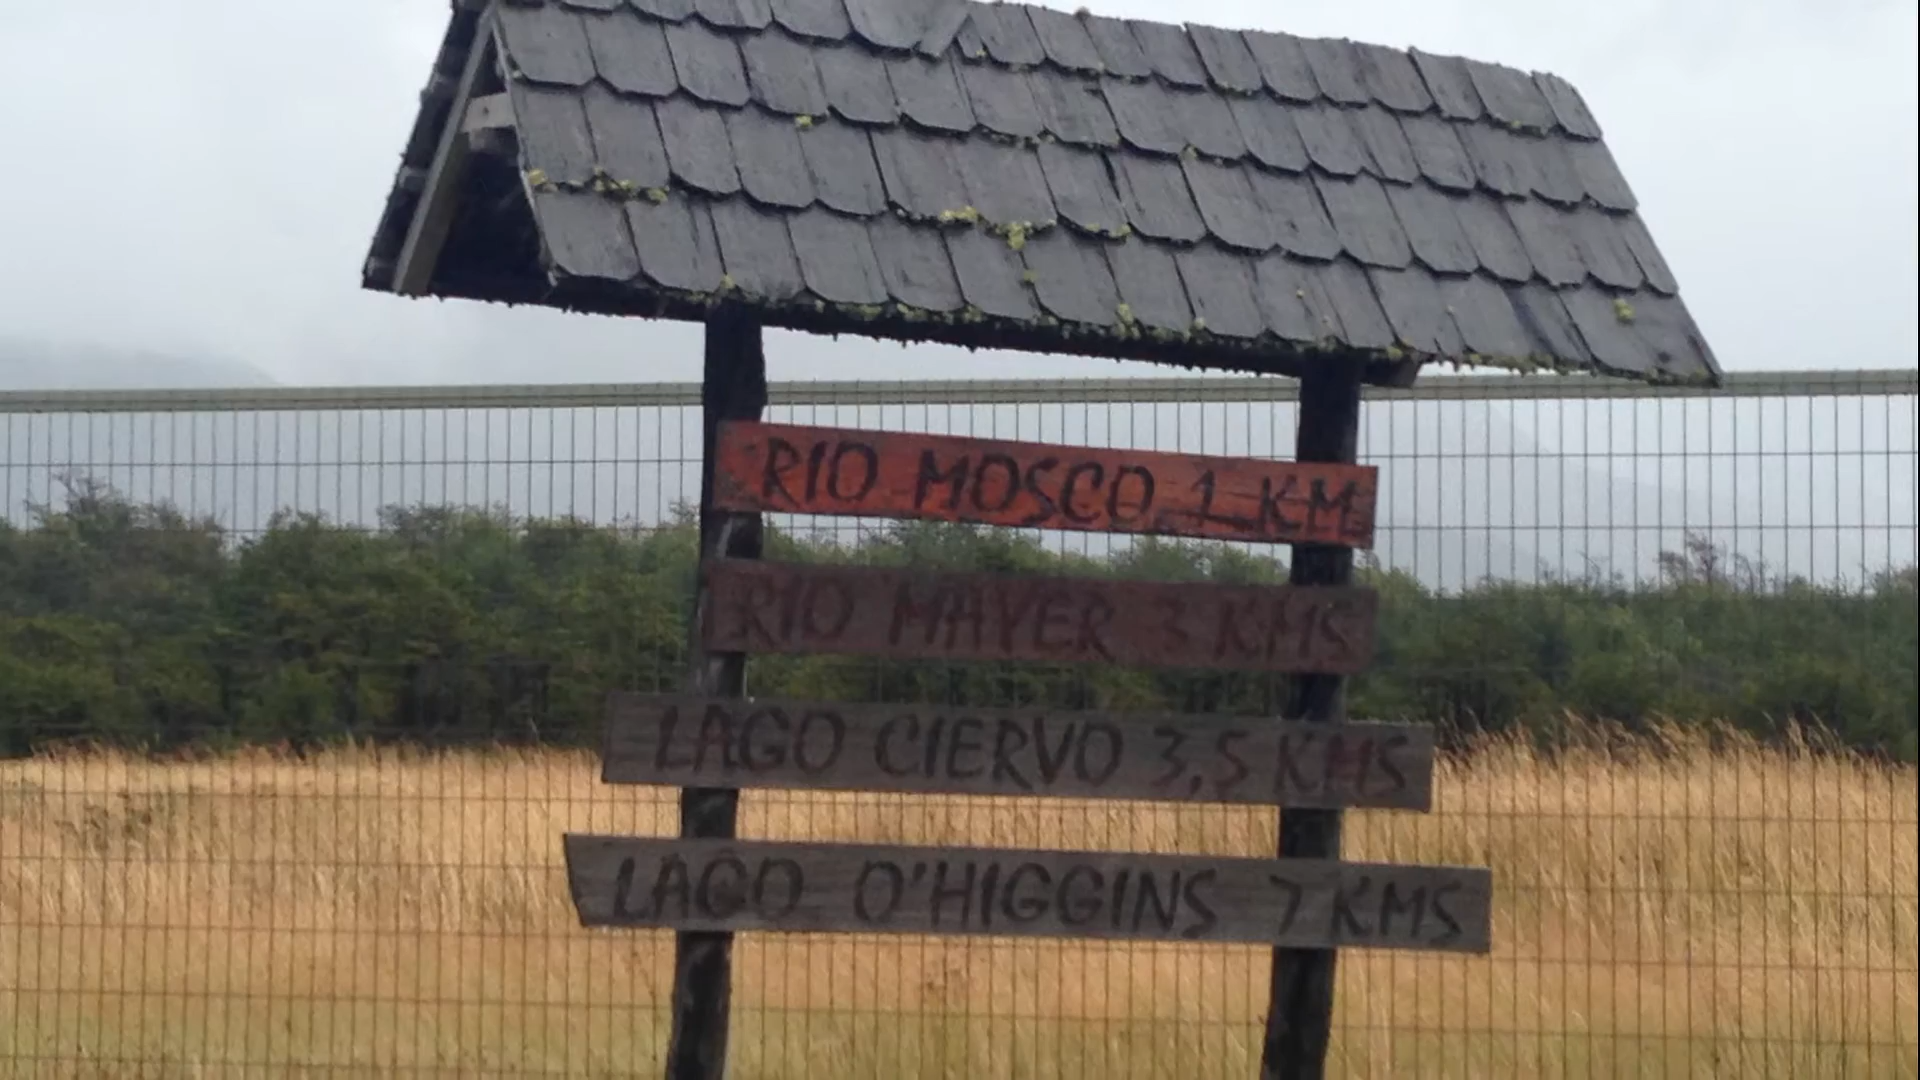 RIO MOSCO 1 KM
RIO MAYER 3 KMS
LAGO CIERVO 3,5 KMS
LAGO O'HIGGINS 7 KMS